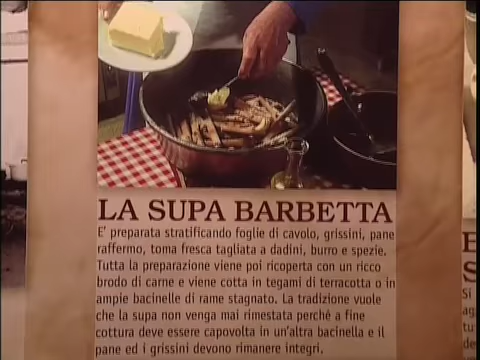 LA SUPA BARBETTA
E' preparata stratificando foglie di cavolo, grissini, pane
raffermo, toma fresca tagliata a dadini, burro e spezie.
Tutta la preparazione viene poi ricoperta con un ricco
brodo di carne e viene cotta in tegami di terracotta o in
ampie bacinelle di rame stagnato. La tradizione vuole
che la supa non venga mai rimestata perché a fine
cottura deve essere capovolta in un'altra bacinella e il
pane ed i grissini devono rimanere integri.
Si